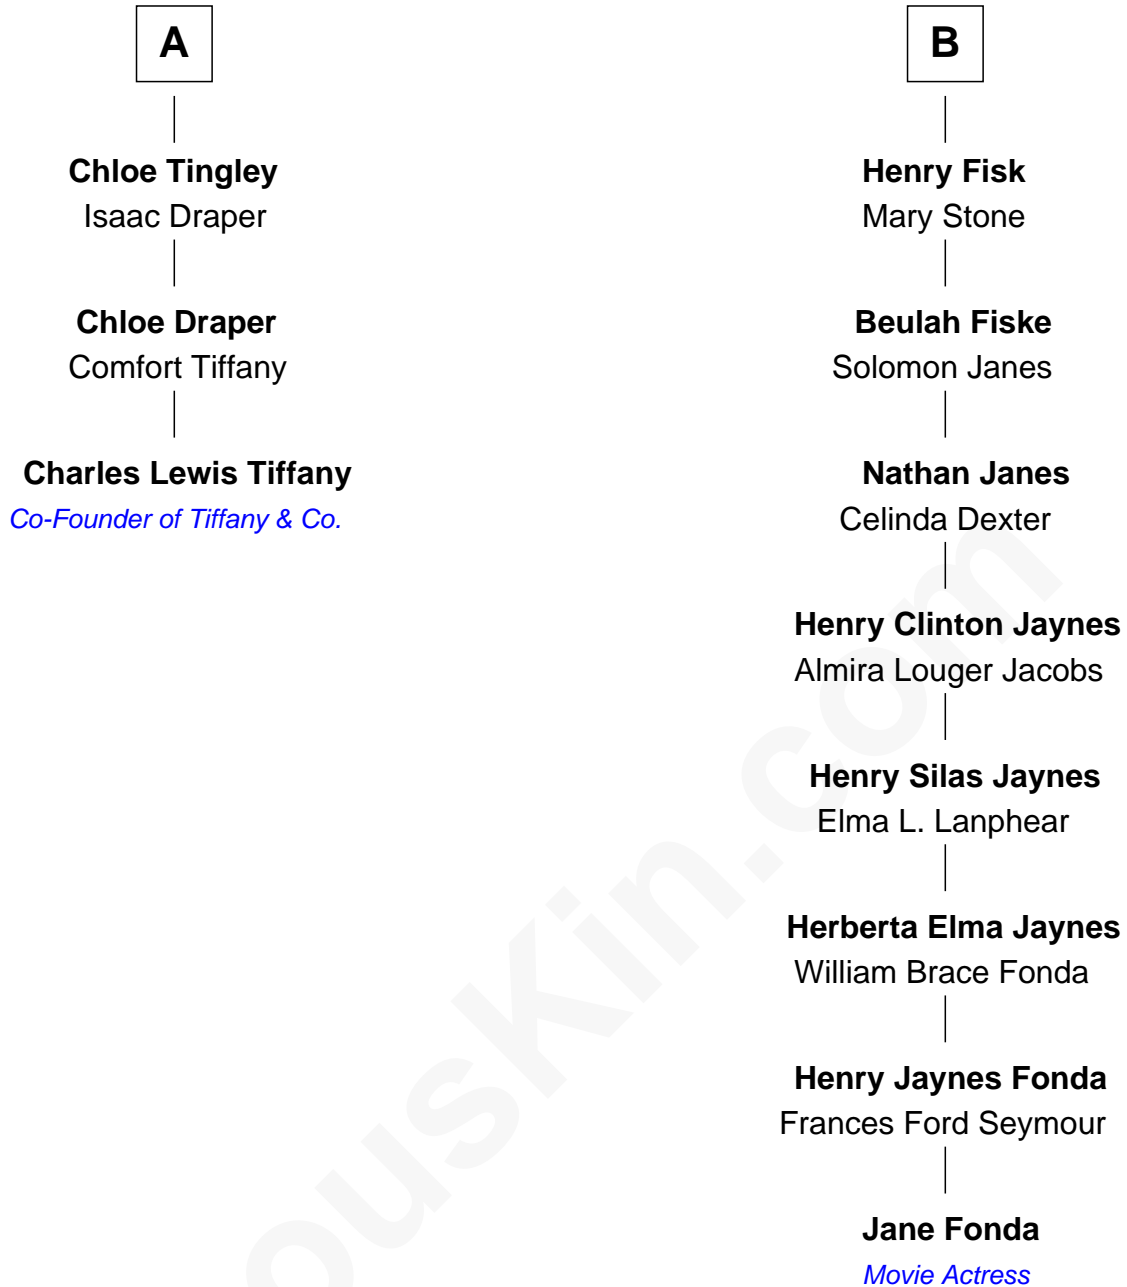 A
Chloe Tingley
Isaac Draper
Chloe Draper
Comfort Tiffany
Charles Lewis Tiffany
Co-Founder of Tiffany & Co.
B
Henry Fisk
Mary Stone
Beulah Fiske
Solomon Janes
Nathan Janes
Celinda Dexter
Henry Clinton Jaynes
Almira Louger Jacobs
Henry Silas Jaynes
Elma L. Lanphear
Herberta Elma Jaynes
William Brace Fonda
Henry Jaynes Fonda
Frances Ford Seymour
Jane Fonda
Movie Actress
ousKin.com